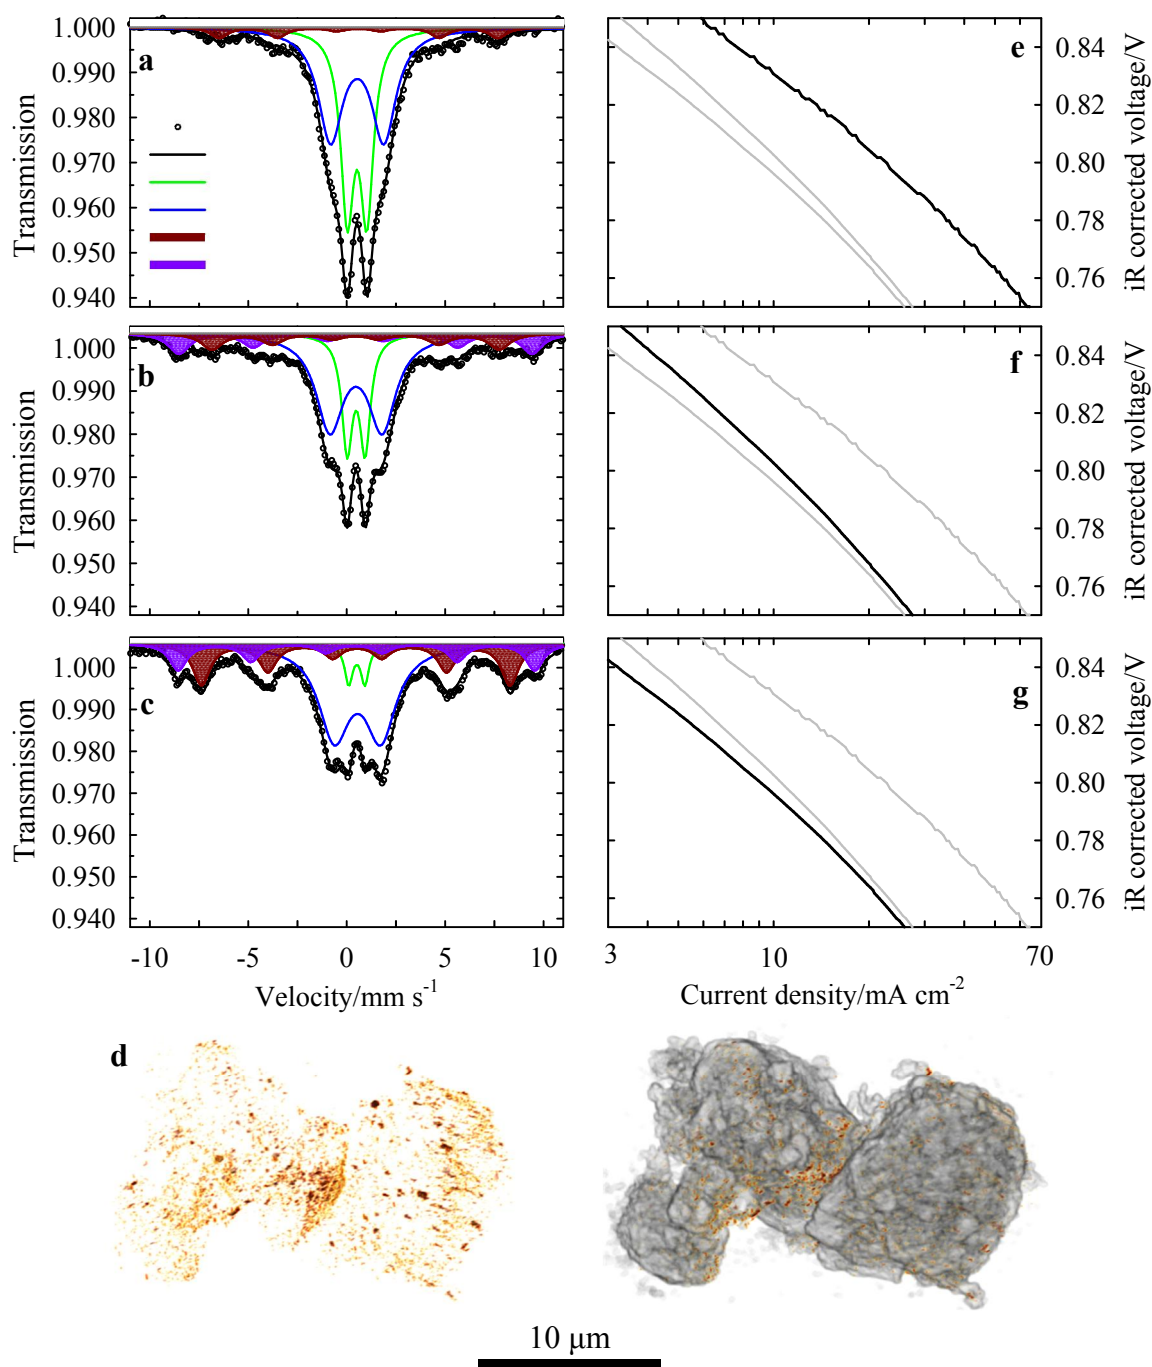 a
1.000
0.990
0.980
0.970
0.960
0.950
0.940
Transmission
e
0.84
0.82
0.80
0.78
0.76
iR corrected voltage/V
b
1.000
0.990
0.980
0.970
0.960
0.950
0.940
Transmission
f
0.84
0.82
0.80
0.78
0.76
iR corrected voltage/V
c
1.000
0.990
0.980
0.970
0.960
0.950
0.940
Transmission
g
0.84
0.82
0.80
0.78
0.76
iR corrected voltage/V
-10 -5 0 5 10
Velocity/mm s⁻¹
3 10 70
Current density/mA cm⁻²
d
10 μm